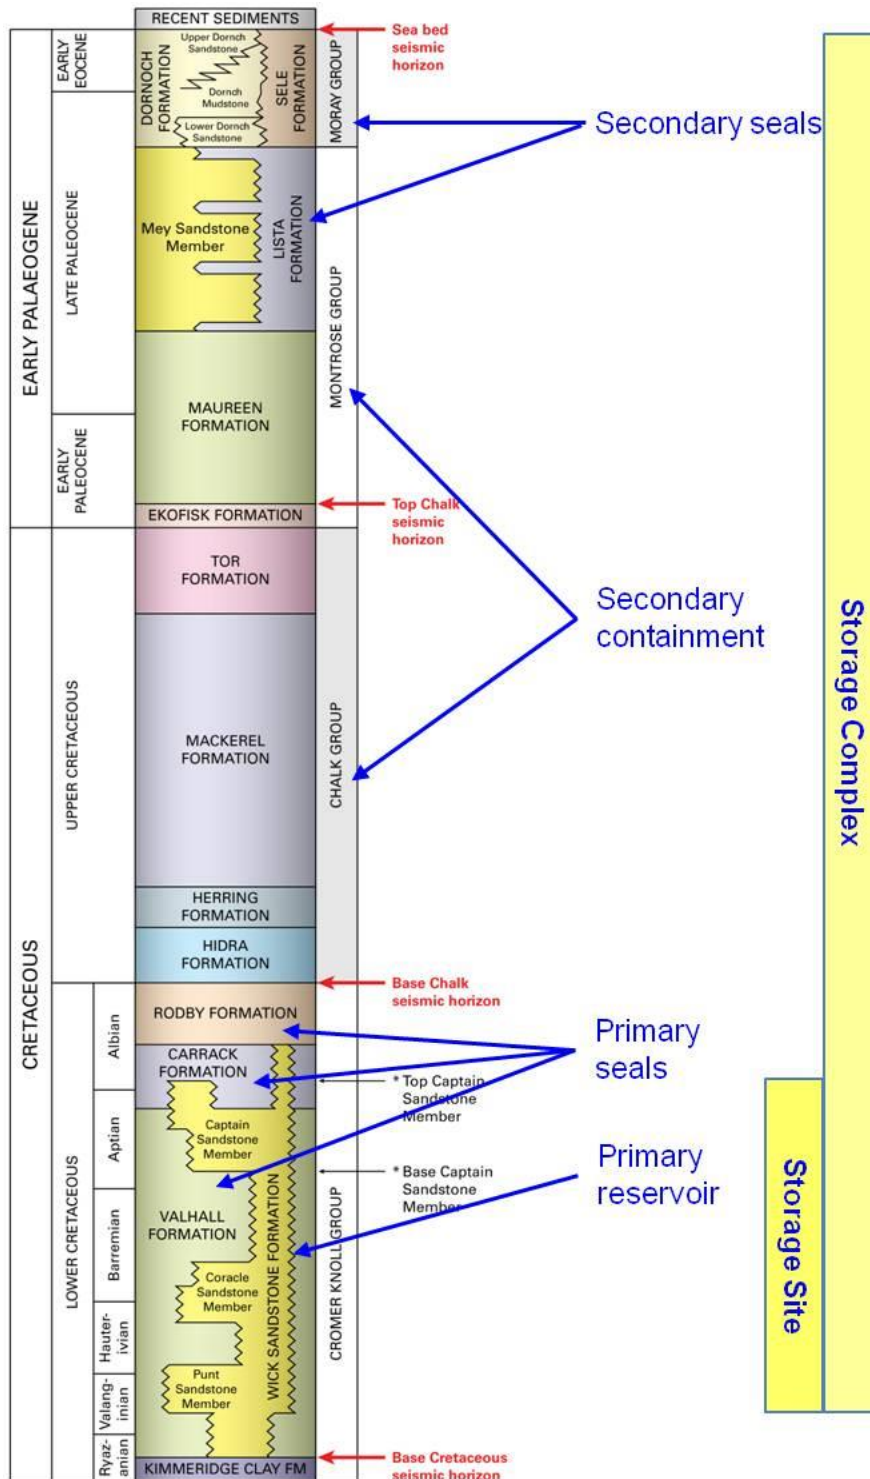 RECENT SEDIMENTS
Sea bed
seismic
horizon
EARLY PALAEOGENE
EARLY
EOCENE
DORNOCH
FORMATION
Upper Dornch
Sandstone
Dornch
Mudstone
Lower Dornch
Sandstone
SELE
FORMATION
MORAY GROUP
Secondary seals
LATE PALEOCENE
Mey Sandstone
Member
LISTA
FORMATION
MONTROSE GROUP
MAUREEN
FORMATION
EARLY
PALEOCENE
EKOFISK FORMATION
Top Chalk
seismic
horizon
CRETACEOUS
UPPER CRETACEOUS
TOR
FORMATION
Secondary
containment
MACKEREL
FORMATION
CHALK GROUP
HERRING
FORMATION
HIDRA
FORMATION
Base Chalk
seismic horizon
LOWER CRETACEOUS
Albian
RODBY FORMATION
CARRACK
FORMATION
Primary
seals
* Top Captain
Sandstone
Member
Aptian
Captain
Sandstone
Member
* Base Captain
Sandstone
Member
Primary
reservoir
Barremian
VALHALL
FORMATION
WICK SANDSTONE FORMATION
CROMER KNOLL GROUP
Coracle
Sandstone
Member
Hauter-
ivian
Valang-
inian
Punt
Sandstone
Member
Ryaz-
anian
KIMMERIDGE CLAY FM
Base Cretaceous
seismic horizon
Storage Complex
Storage Site